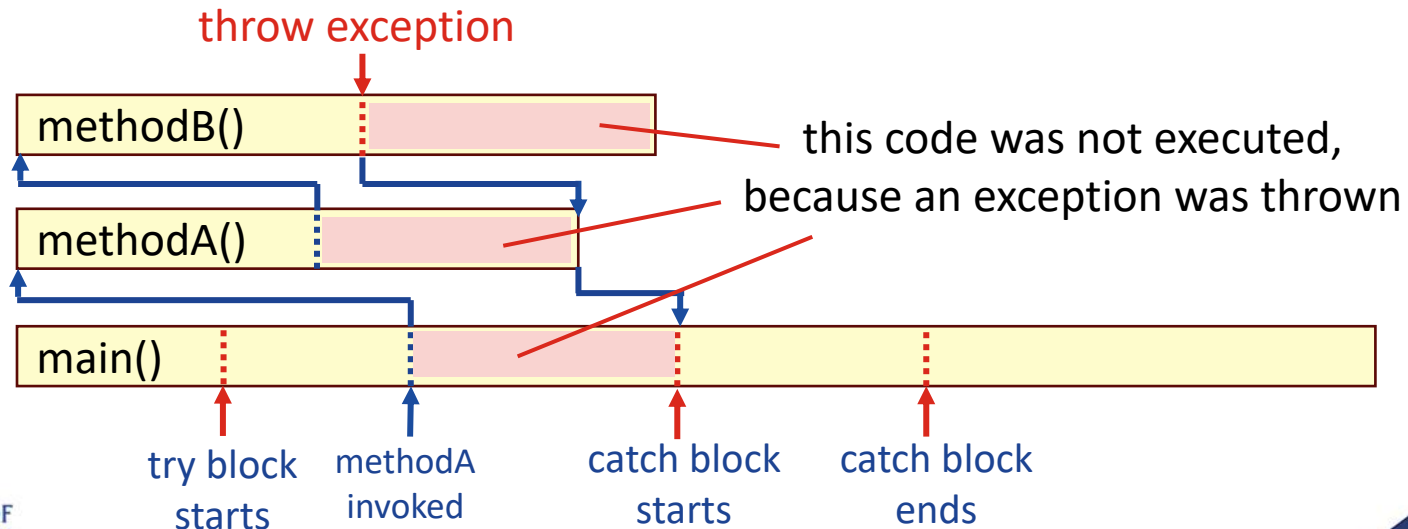 throw exception
methodB()
this code was not executed,
because an exception was thrown
methodA()
main()
try block
starts
methodA
invoked
catch block
starts
catch block
ends
F